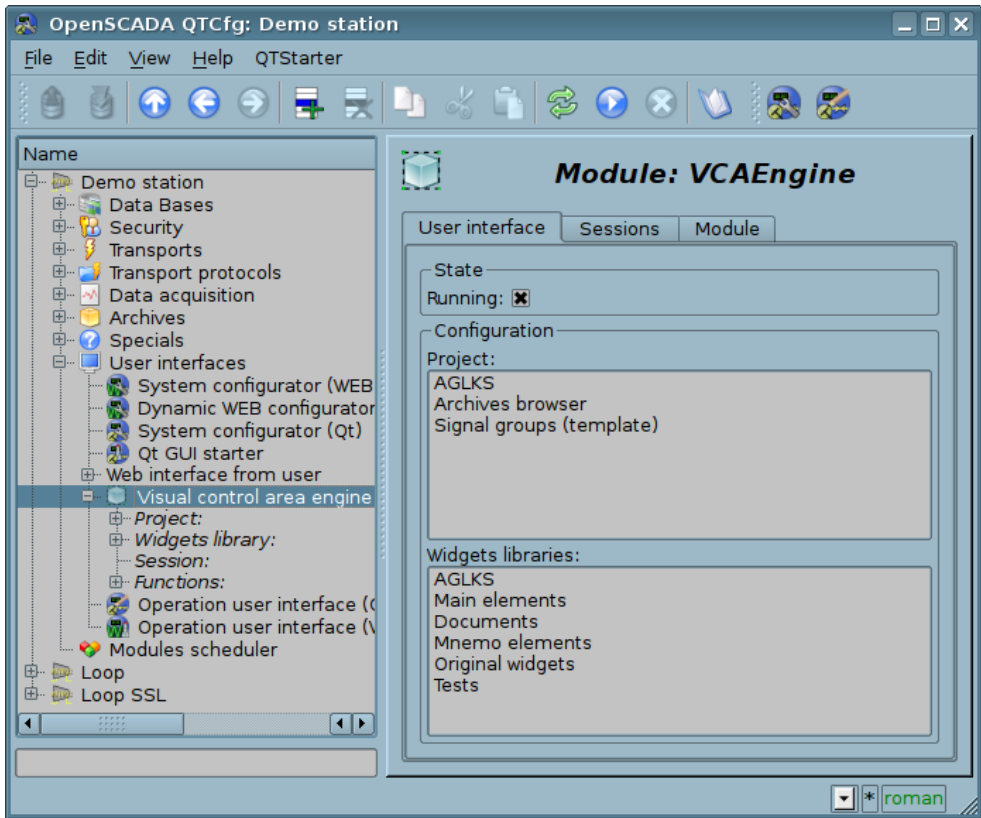 OpenSCADA QTCfg: Demo station
File Edit View Help QTStarter
Name
Demo station
Data Bases
Security
Transports
Transport protocols
Data acquisition
Archives
Specials
User interfaces
System configurator (WEB
Dynamic WEB configurator
System configurator (Qt)
Qt GUI starter
Web interface from user
Visual control area engine
Project:
Widgets library:
Session:
Functions:
Operation user interface (
Operation user interface (
Modules scheduler
Loop
Loop SSL
Module: VCAEngine
User interface Sessions Module
State
Running:
Configuration
Project:
AGLKS
Archives browser
Signal groups (template)
Widgets libraries:
AGLKS
Main elements
Documents
Mnemo elements
Original widgets
Tests
* roman